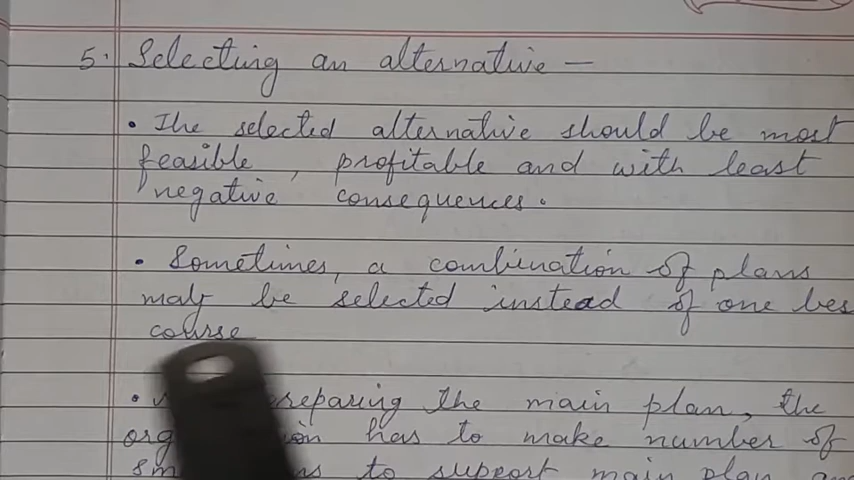 5. Selecting an alternative —
• The selected alternative should be most
feasible, profitable and with least
negative consequences.
• Sometimes, a combination of plans
may be selected instead of one bes
course
• preparing the main plan, the
has to make number of
to support main plan